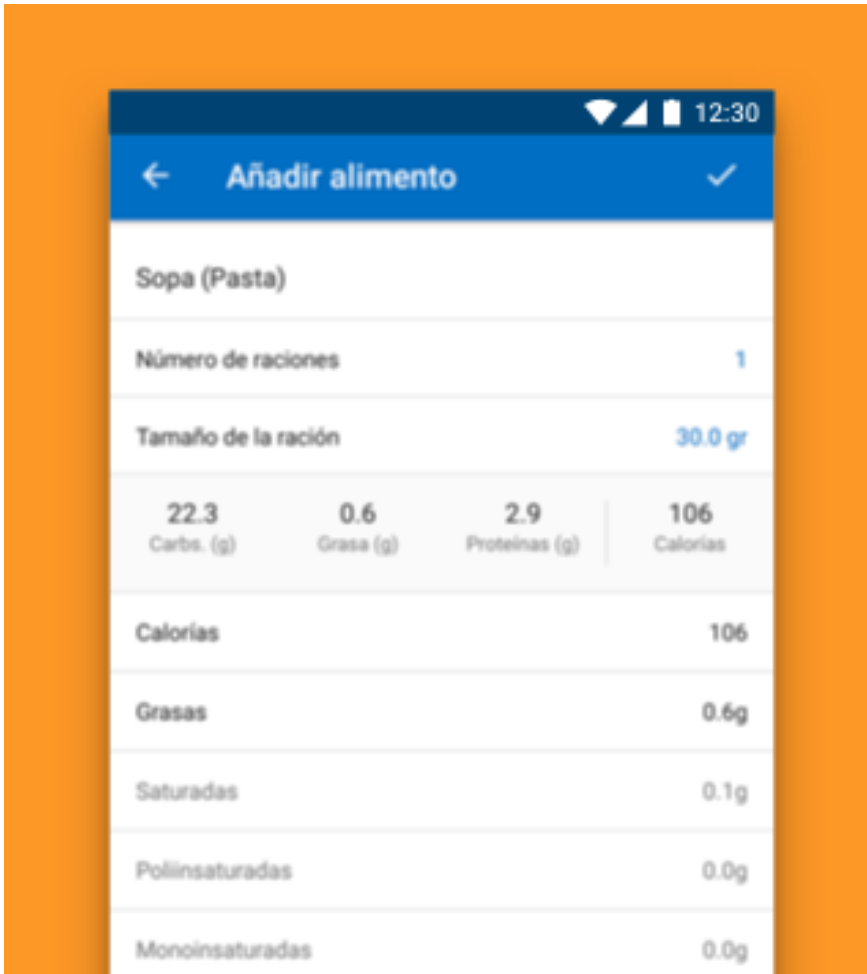 12:30
Añadir alimento
Sopa (Pasta)
Número de raciones 1
Tamaño de la ración 30.0 gr
22.3 0.6 2.9 106
Carbs. (g) Grasa (g) Proteínas (g) Calorías
Calorías 106
Grasas 0.6g
Saturadas 0.1g
Poliinsaturadas 0.0g
Monoinsaturadas 0.0g